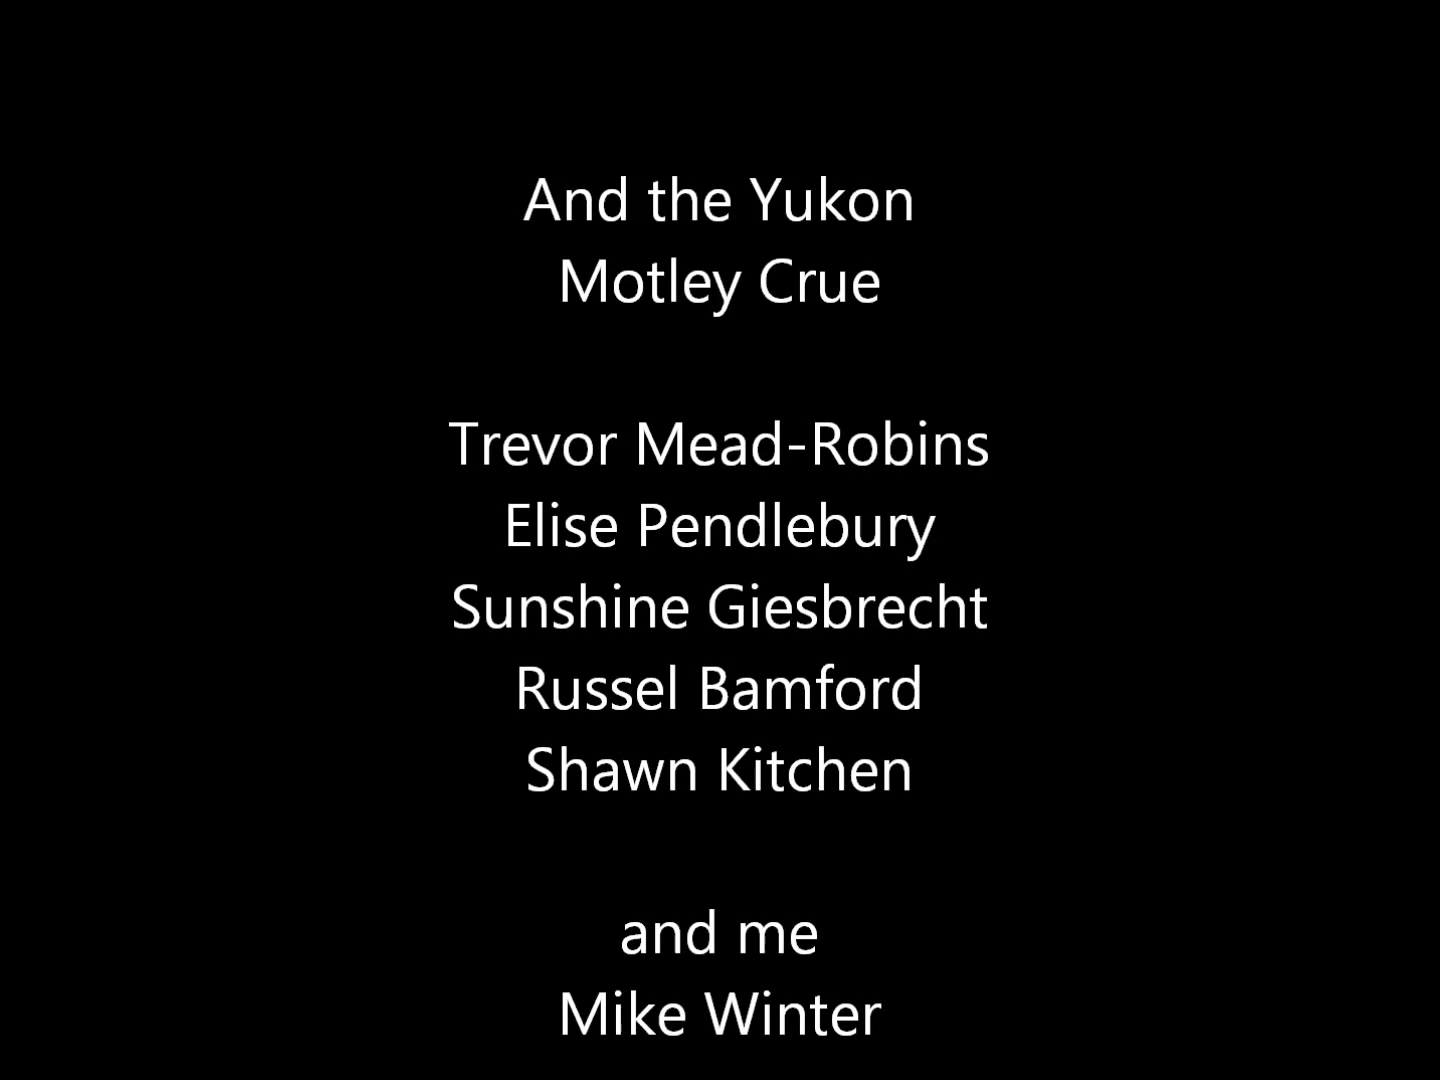 And the Yukon
Motley Crue
Trevor Mead-Robins
Elise Pendlebury
Sunshine Giesbrecht
Russel Bamford
Shawn Kitchen
and me
Mike Winter